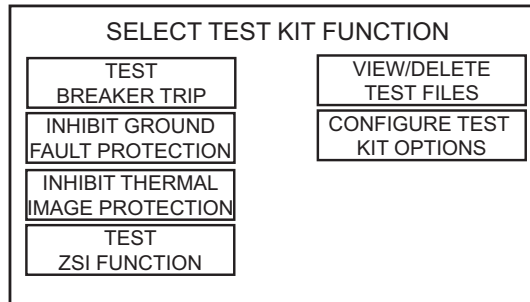 SELECT TEST KIT FUNCTION
TEST
BREAKER TRIP
INHIBIT GROUND
FAULT PROTECTION
INHIBIT THERMAL
IMAGE PROTECTION
TEST
ZSI FUNCTION
VIEW/DELETE
TEST FILES
CONFIGURE TEST
KIT OPTIONS